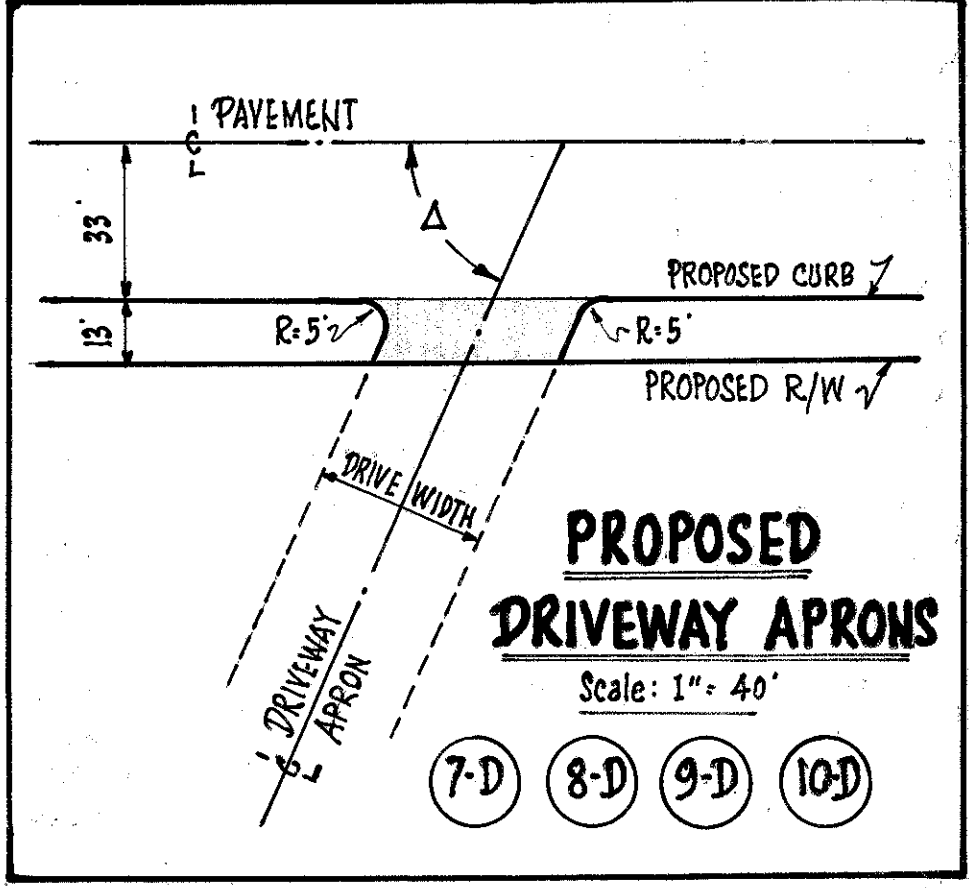 ℄ PAVEMENT
33'
Δ
PROPOSED CURB
13'
R=5'
R=5'
PROPOSED R/W
DRIVE WIDTH
PROPOSED
DRIVEWAY APRONS
Scale: 1"= 40'
℄ DRIVEWAY
APRON
7-D 8-D 9-D 10-D